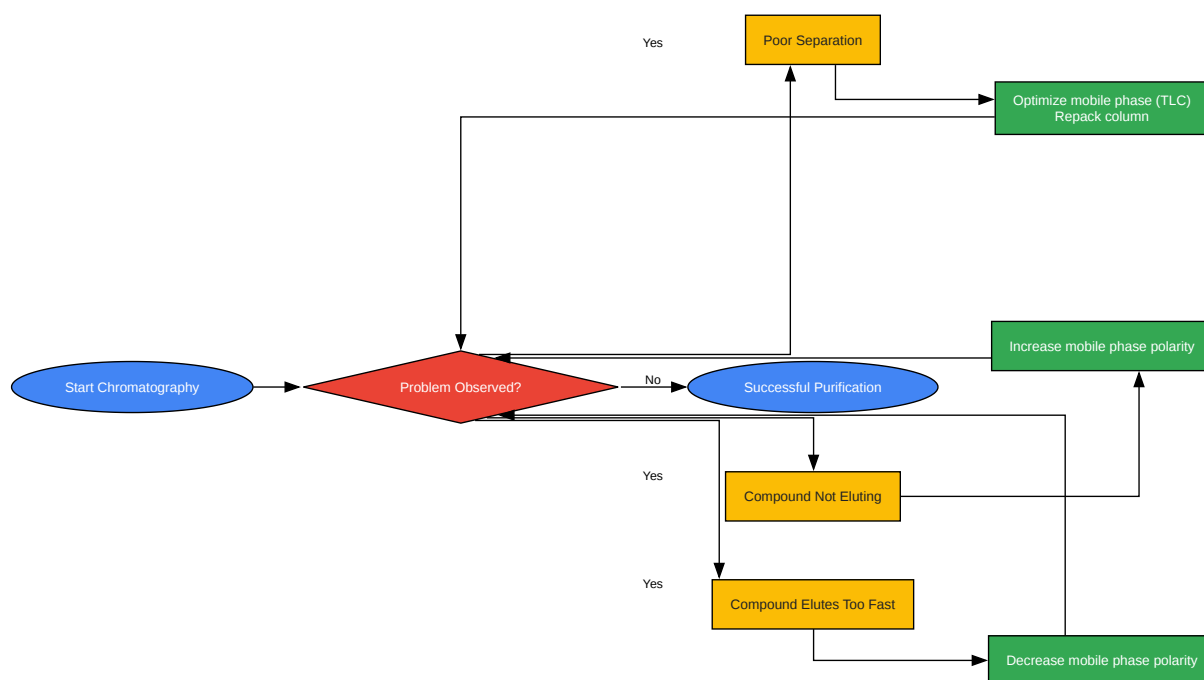 Yes
Poor Separation
Optimize mobile phase (TLC)
Repack column
Increase mobile phase polarity
Start Chromatography
Problem Observed?
No
Successful Purification
Yes
Compound Not Eluting
Yes
Compound Elutes Too Fast
Decrease mobile phase polarity